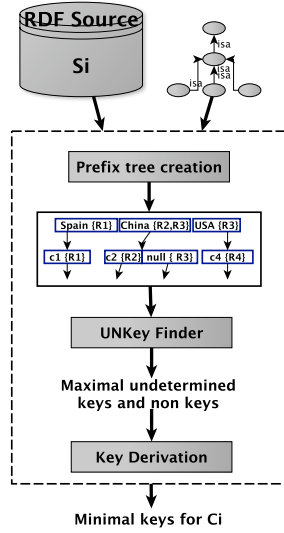 RDF Source
Si
isa
isa
isa
isa
Prefix tree creation
Spain {R1} China {R2,R3} USA {R3}
c1 {R1} c2 {R2} null { R3} c4 {R4}
UNKey Finder
Maximal undetermined
keys and non keys
Key Derivation
Minimal keys for Ci